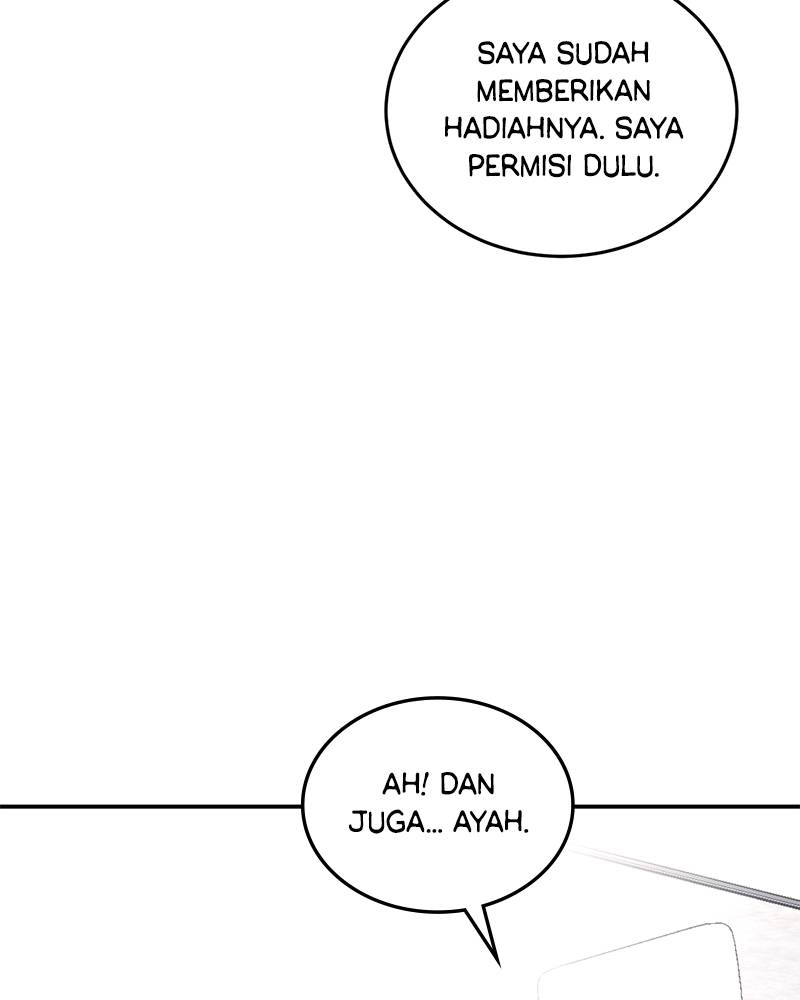 SAYA SUDAH
MEMBERIKAN
HADIAHNYA. SAYA
PERMISI DULU.
AH! DAN
JUGA... AYAH.